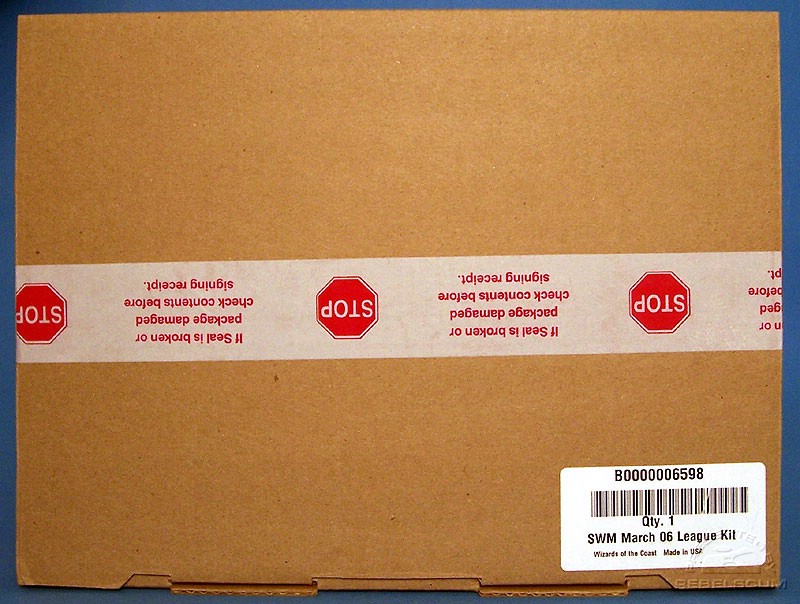 STOP
If Seal is broken or
package damaged
check contents before
signing receipt.
STOP
If Seal is broken or
package damaged
check contents before
signing receipt.
STOP
B0000006598
Qty. 1
SWM March 06 League Kit
Wizards of the Coast Made in USA
REBELSCUM